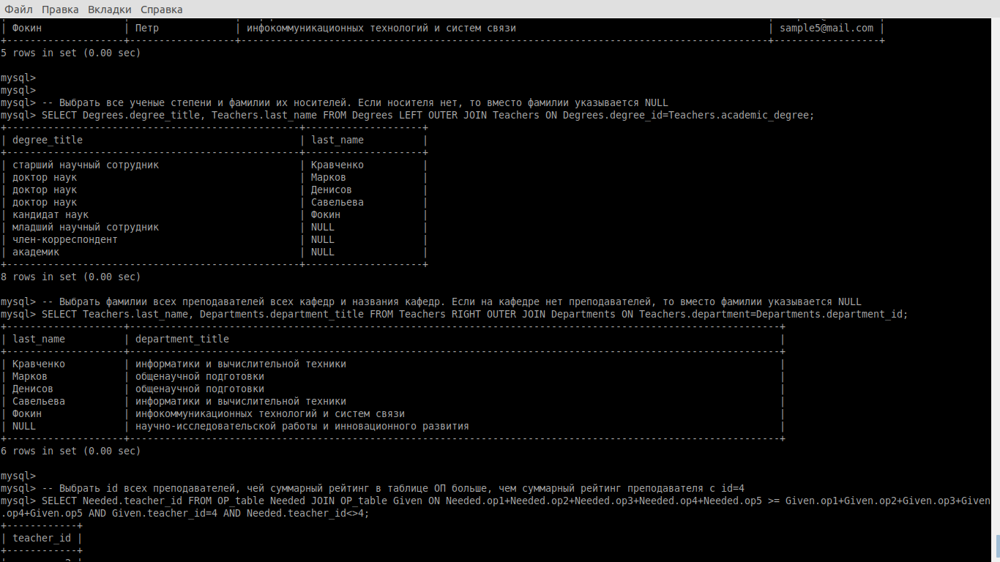 Файл Правка Вкладки Справка
| Фокин | Петр | инфокоммуникационных технологий и систем связи | sample5@mail.com |
+--------------------+------------------+------------------------------------------------------------------------------------------+------------------+
5 rows in set (0.00 sec)
mysql>
mysql>
mysql> -- Выбрать все ученые степени и фамилии их носителей. Если носителя нет, то вместо фамилии указывается NULL
mysql> SELECT Degrees.degree_title, Teachers.last_name FROM Degrees LEFT OUTER JOIN Teachers ON Degrees.degree_id=Teachers.academic_degree;
+--------------------------------------------------+--------------------+
| degree_title | last_name |
+--------------------------------------------------+--------------------+
| старший научный сотрудник | Кравченко |
| доктор наук | Марков |
| доктор наук | Денисов |
| доктор наук | Савельева |
| кандидат наук | Фокин |
| младший научный сотрудник | NULL |
| член-корреспондент | NULL |
| академик | NULL |
+--------------------------------------------------+--------------------+
8 rows in set (0.00 sec)
mysql> -- Выбрать фамилии всех преподавателей всех кафедр и названия кафедр. Если на кафедре нет преподавателей, то вместо фамилии указывается NULL
mysql> SELECT Teachers.last_name, Departments.department_title FROM Teachers RIGHT OUTER JOIN Departments ON Teachers.department=Departments.department_id;
+--------------------+---------------------------------------------------------------------------------------------------------------+
| last_name | department_title |
+--------------------+---------------------------------------------------------------------------------------------------------------+
| Кравченко | информатики и вычислительной техники |
| Марков | общенаучной подготовки |
| Денисов | общенаучной подготовки |
| Савельева | информатики и вычислительной техники |
| Фокин | инфокоммуникационных технологий и систем связи |
| NULL | научно-исследовательской работы и инновационного развития |
+--------------------+---------------------------------------------------------------------------------------------------------------+
6 rows in set (0.00 sec)
mysql>
mysql> -- Выбрать id всех преподавателей, чей суммарный рейтинг в таблице ОП больше, чем суммарный рейтинг преподавателя с id=4
mysql> SELECT Needed.teacher_id FROM OP_table Needed JOIN OP_table Given ON Needed.op1+Needed.op2+Needed.op3+Needed.op4+Needed.op5 >= Given.op1+Given.op2+Given.op3+Given
.op4+Given.op5 AND Given.teacher_id=4 AND Needed.teacher_id<>4;
+------------+
| teacher_id |
+------------+